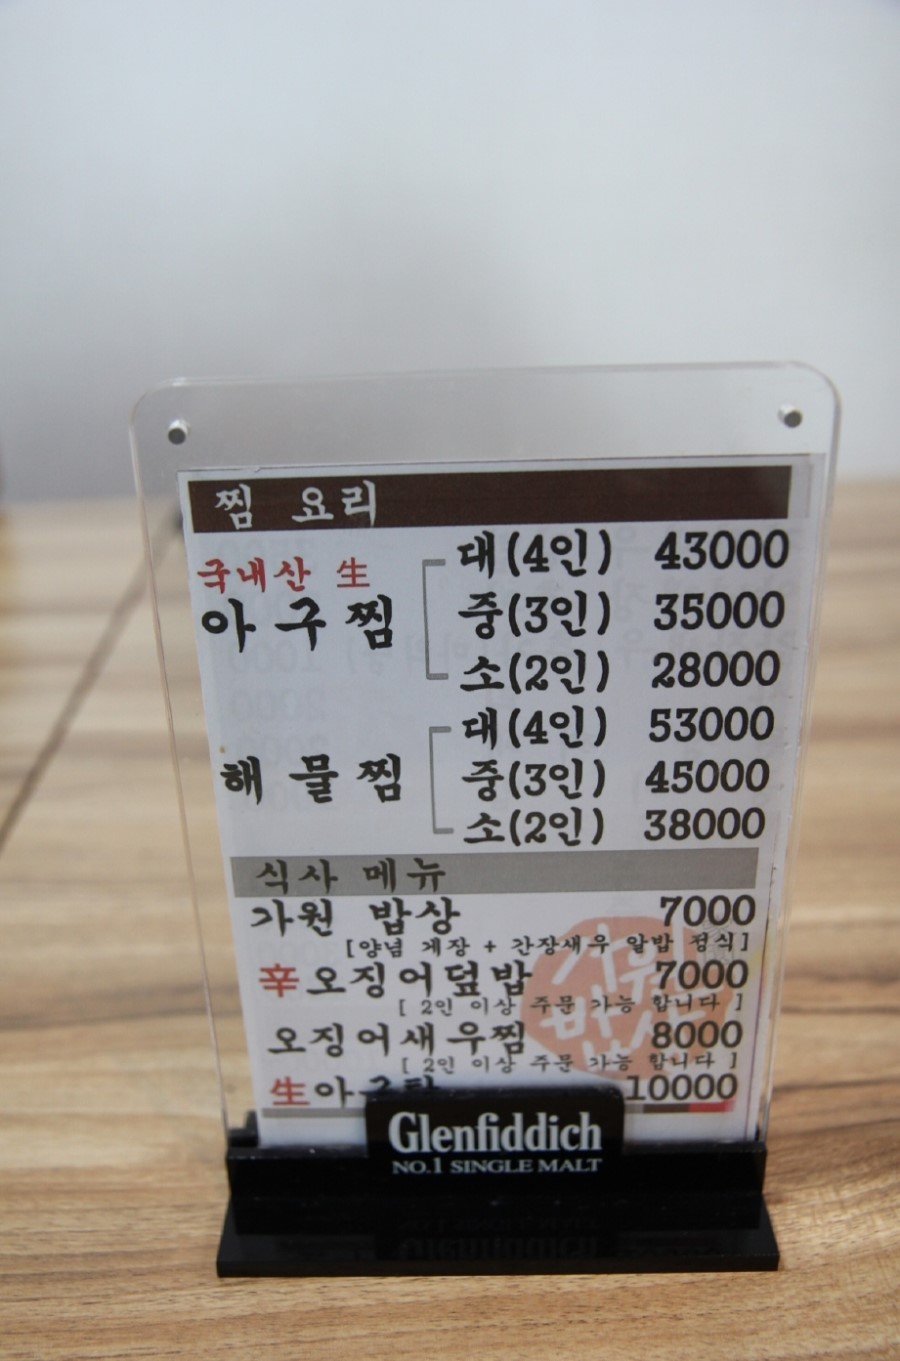 찜 요리
국내산 生
아구찜
대(4인) 43000
중(3인) 35000
소(2인) 28000
해물찜
대(4인) 53000
중(3인) 45000
소(2인) 38000
식사 메뉴
가원 밥상 7000
[양념 게장 + 간장새우 알밥 정식]
辛오징어덮밥 7000
[ 2인 이상 주문 가능 합니다 ]
오징어새우찜 8000
[ 2인 이상 주문 가능 합니다 ]
生아구탕 10000
Glenfiddich
NO.1 SINGLE MALT